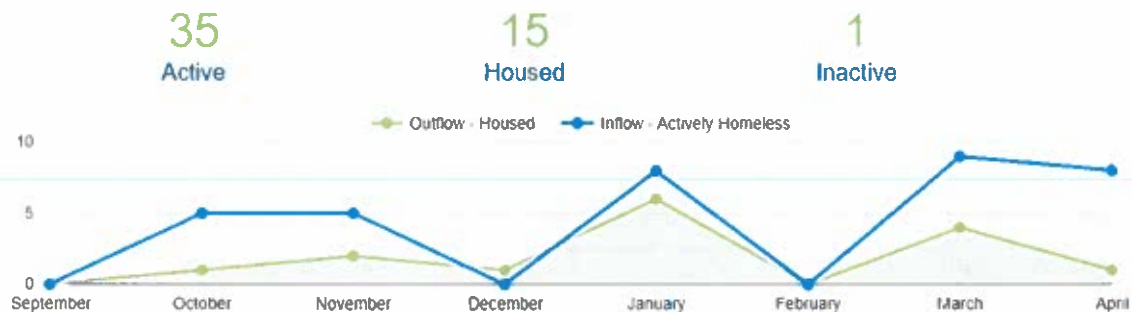 35 15 1
Active Housed Inactive
Outflow - Housed Inflow - Actively Homeless
10
5
0
September October November December January February March April